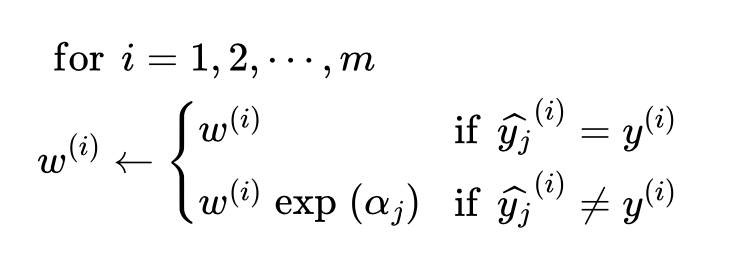 for i = 1, 2, ⋯ , m
w^{(i)} ← { w^{(i)} if ŷ_j^{(i)} = y^{(i)}
w^{(i)} exp (α_j) if ŷ_j^{(i)} ≠ y^{(i)}